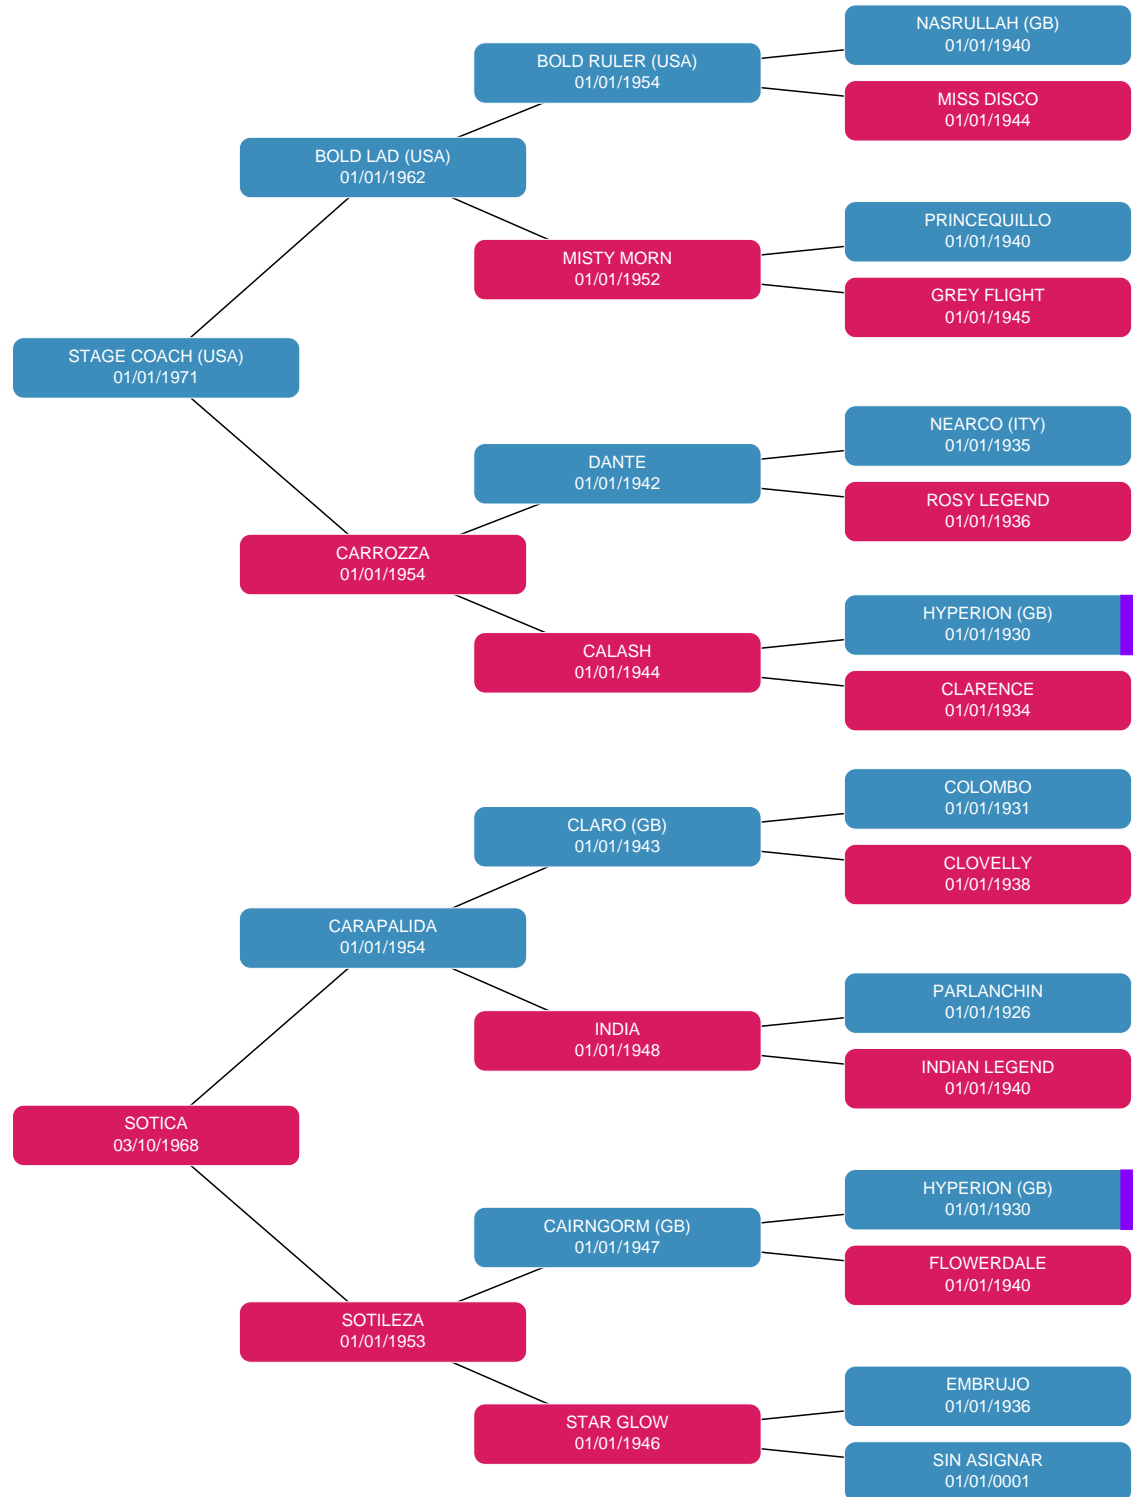 NASRULLAH (GB)
01/01/1940
BOLD RULER (USA)
01/01/1954
MISS DISCO
01/01/1944
BOLD LAD (USA)
01/01/1962
PRINCEQUILLO
01/01/1940
MISTY MORN
01/01/1952
GREY FLIGHT
01/01/1945
STAGE COACH (USA)
01/01/1971
NEARCO (ITY)
01/01/1935
DANTE
01/01/1942
ROSY LEGEND
01/01/1936
CARROZZA
01/01/1954
HYPERION (GB)
01/01/1930
CALASH
01/01/1944
CLARENCE
01/01/1934
COLOMBO
01/01/1931
CLARO (GB)
01/01/1943
CLOVELLY
01/01/1938
CARAPALIDA
01/01/1954
PARLANCHIN
01/01/1926
INDIA
01/01/1948
INDIAN LEGEND
01/01/1940
SOTICA
03/10/1968
HYPERION (GB)
01/01/1930
CAIRNGORM (GB)
01/01/1947
FLOWERDALE
01/01/1940
SOTILEZA
01/01/1953
EMBRUJO
01/01/1936
STAR GLOW
01/01/1946
SIN ASIGNAR
01/01/0001